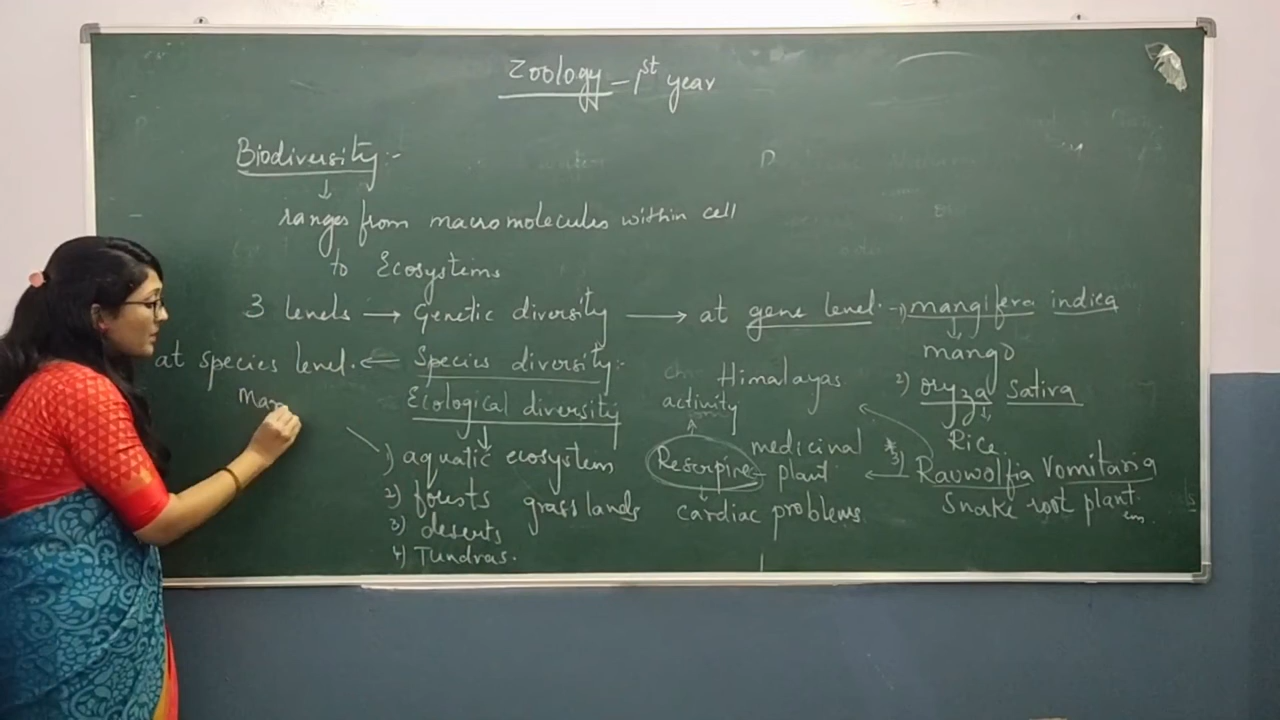 Zoology - 1st year
Biodiversity:-
↓
ranges from macromolecules within cell
to Ecosystems
3 levels → Genetic diversity → at gene level. → 1) mangifera indica
↓
mango
at species level. ← Species diversity:-
Man
Ecological diversity
↓
1) aquatic ecosystem
2) forests grasslands
3) deserts
4) Tundras.
2) oryza Sativa
↓
Rice
* 3) Rauwolfia Vomitaria
Snake root plant
Himalayas
← medicinal
plant
Reserpine
↑
activity
↓
cardiac problems